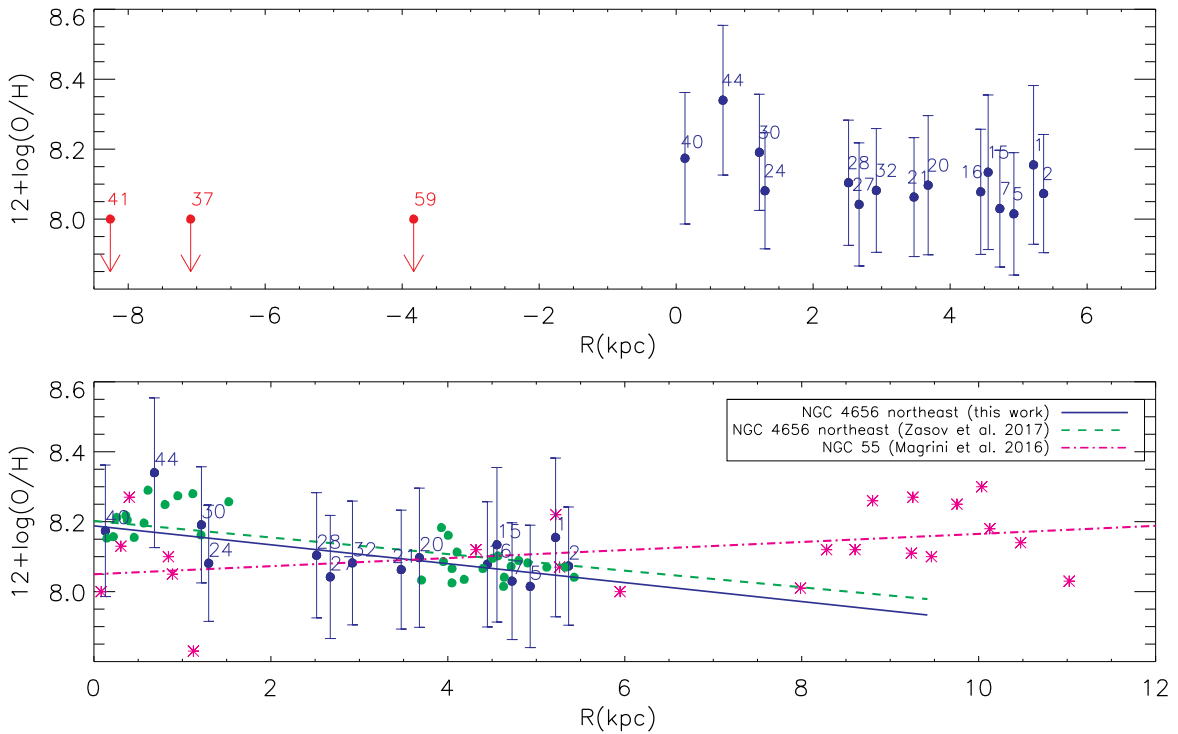 8.6
8.4
8.2
8.0
12+log(O/H)
41 37 59
40 44 30 24 28 27 32 21 20 16 15 7 5 1 2
−8 −6 −4 −2 0 2 4 6
R(kpc)
8.6
8.4
8.2
8.0
12+log(O/H)
NGC 4656 northeast (this work)
NGC 4656 northeast (Zasov et al. 2017)
NGC 55 (Magrini et al. 2016)
40 44 30 24 28 27 32 21 20 15 7 5 1 2
0 2 4 6 8 10 12
R(kpc)